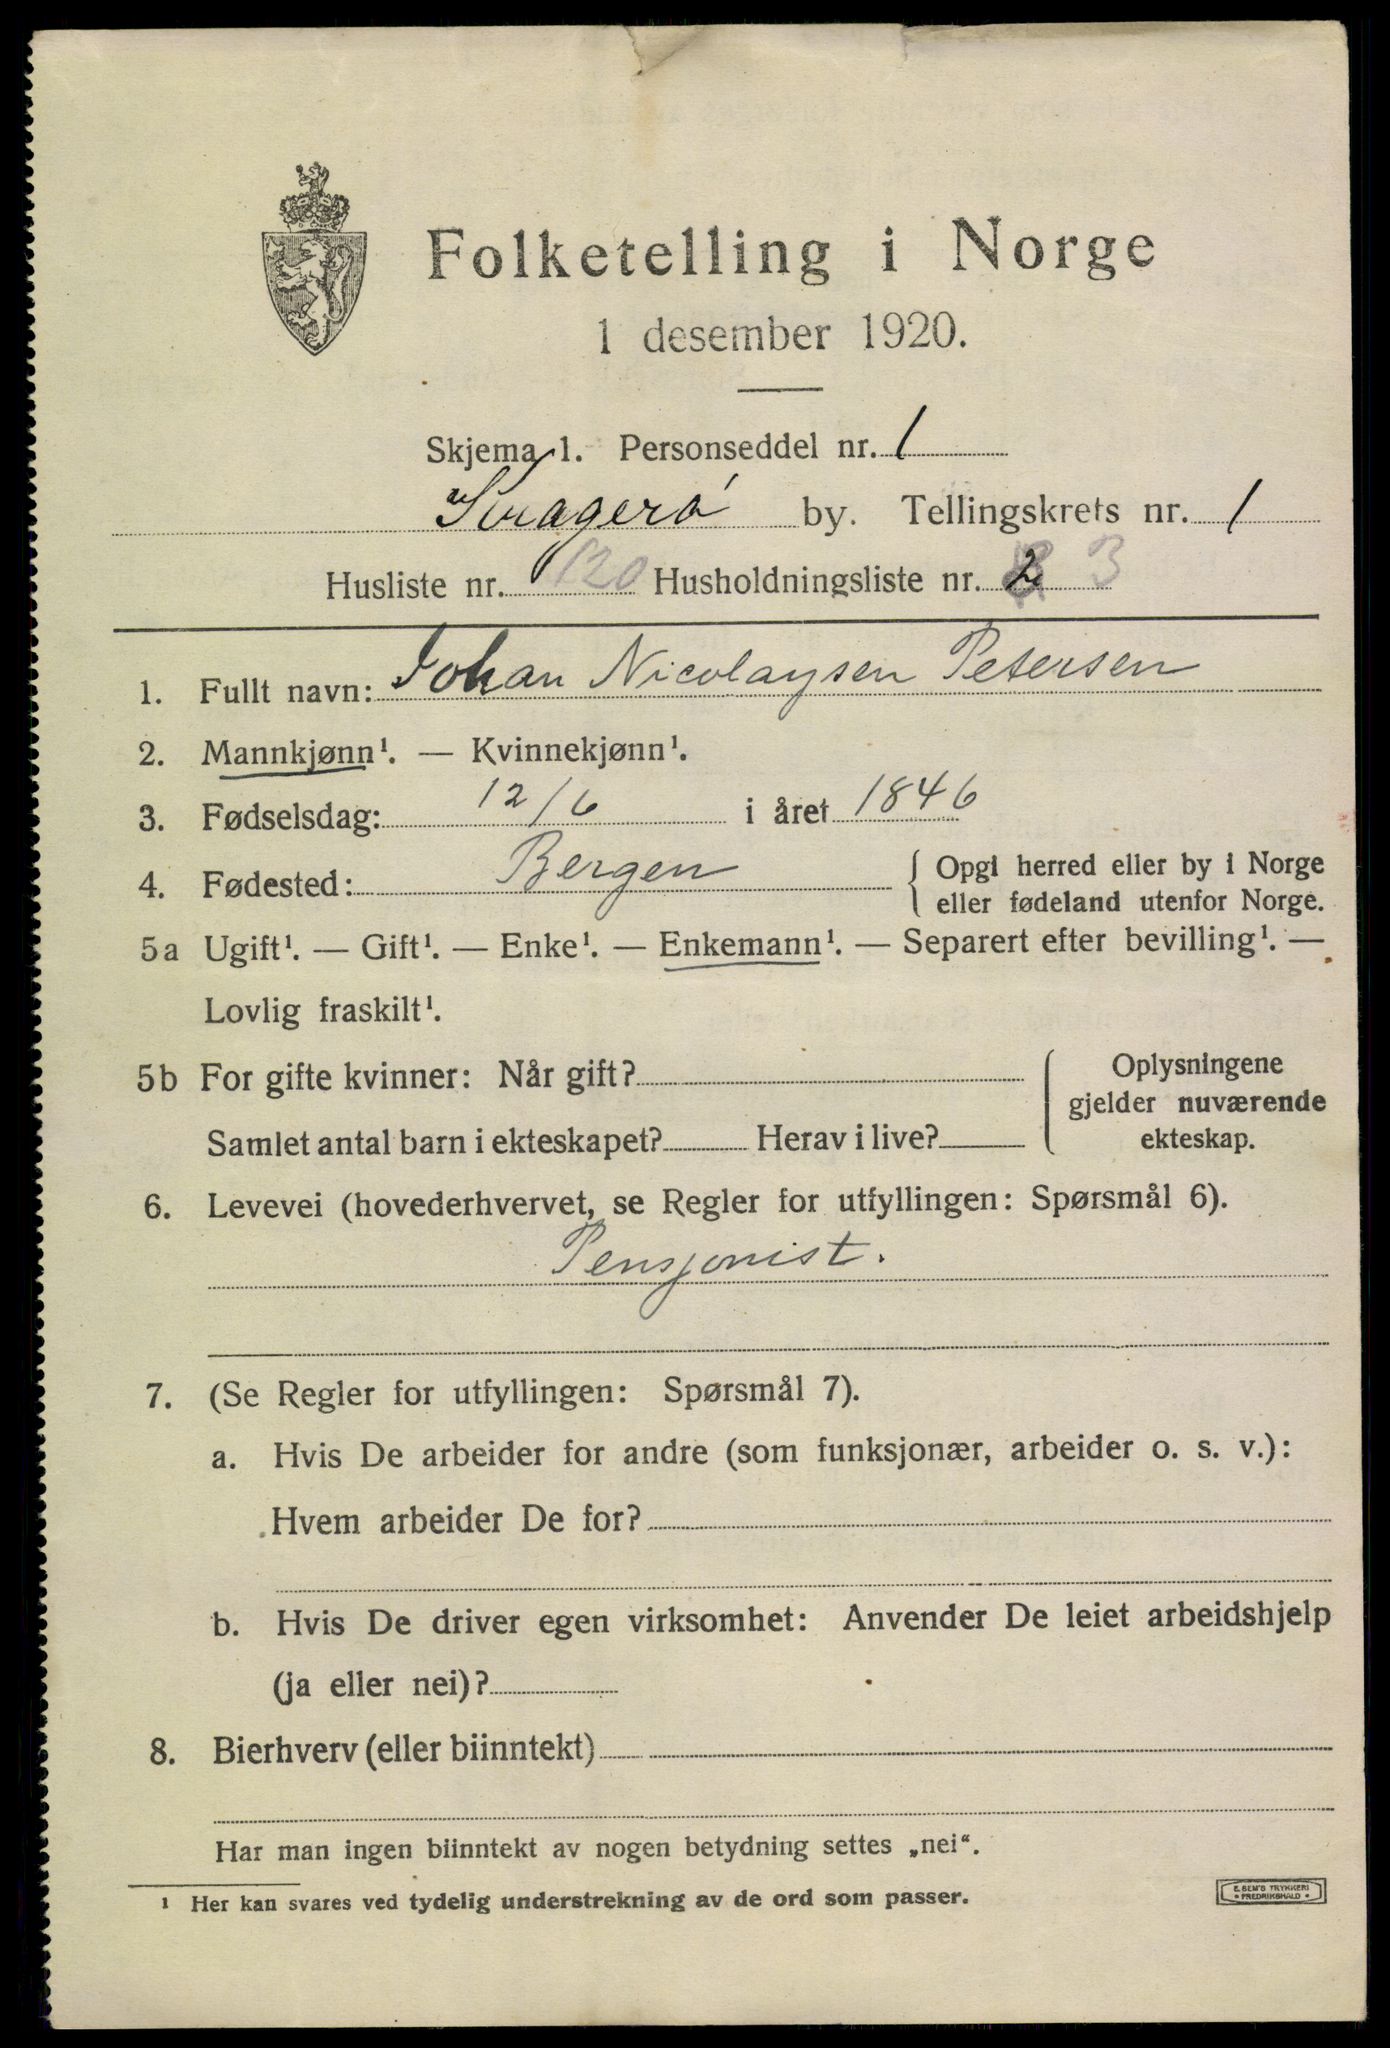 Folketelling i Norge
1 desember 1920.
Skjema 1. Personseddel nr. 1
Kragerø by. Tellingskrets nr. 1
Husliste nr. 120 Husholdningsliste nr. 2 3
1. Fullt navn: Johan Nicolaysen Petersen
2. Mannkjønn¹. — Kvinnekjønn¹.
3. Fødselsdag: 12/6 i året 1846
4. Fødested: Bergen { Opgi herred eller by i Norge
eller fødeland utenfor Norge.
5a Ugift¹. — Gift¹. — Enke¹. — Enkemann¹. — Separert efter bevilling¹. —
Lovlig fraskilt¹.
5b For gifte kvinner: Når gift?
Samlet antal barn i ekteskapet? Herav i live?
Oplysningene
gjelder nuværende
ekteskap.
6. Levevei (hovederhvervet, se Regler for utfyllingen: Spørsmål 6).
Pensjonist.
7. (Se Regler for utfyllingen: Spørsmål 7).
a. Hvis De arbeider for andre (som funksjonær, arbeider o. s. v.):
Hvem arbeider De for?
b. Hvis De driver egen virksomhet: Anvender De leiet arbeidshjelp
(ja eller nei)?
8. Bierhverv (eller biinntekt)
Har man ingen biinntekt av nogen betydning settes „nei“.
1 Her kan svares ved tydelig understrekning av de ord som passer.
E. SEM'S TRYKKERI
• FREDRIKSHALD •